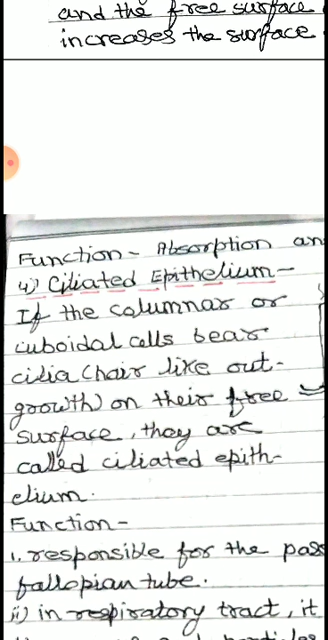 and the free surface
increases the surface
Function - Absorption an
4) Ciliated Epithelium-
If the columnar or
cuboidal cells bear
cilia (hair like out-
growth) on their free
surface, they are
called ciliated epith-
elium.
Function -
1. responsible for the pass
fallopian tube.
ii) in respiratory tract, it